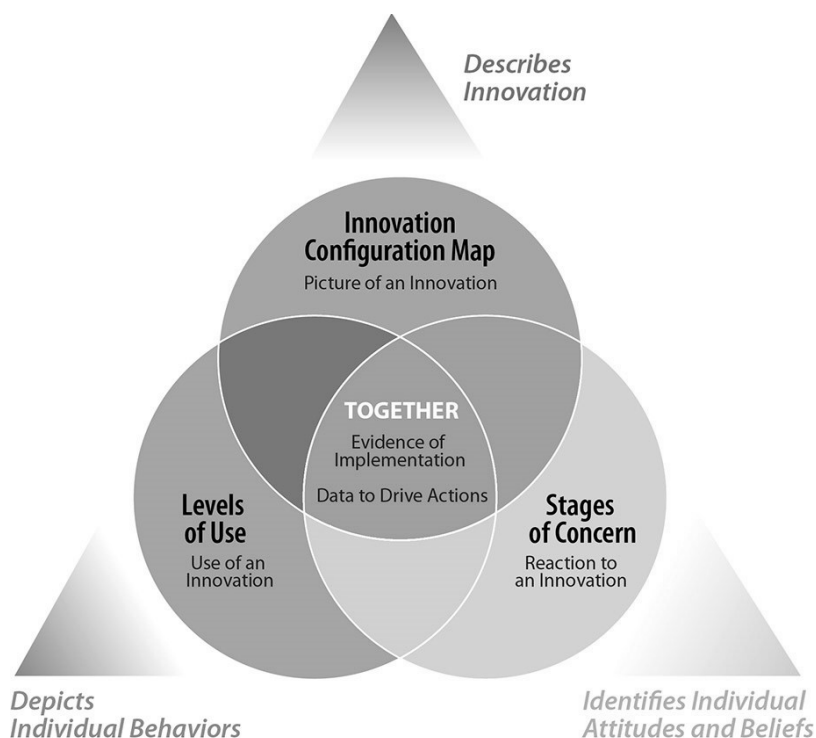 Describes
Innovation
Innovation
Configuration Map
Picture of an Innovation
TOGETHER
Evidence of
Implementation
Data to Drive Actions
Levels
of Use
Use of an
Innovation
Stages
of Concern
Reaction to
an Innovation
Depicts
Individual Behaviors
Identifies Individual
Attitudes and Beliefs